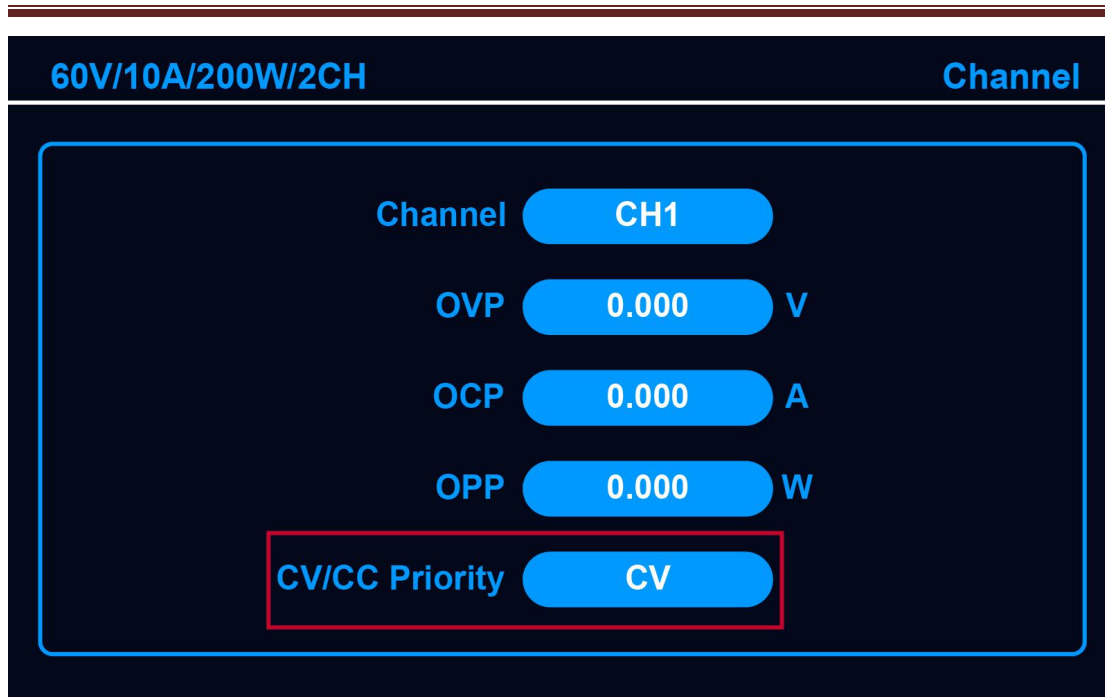 60V/10A/200W/2CH Channel
Channel CH1
OVP 0.000 V
OCP 0.000 A
OPP 0.000 W
CV/CC Priority CV